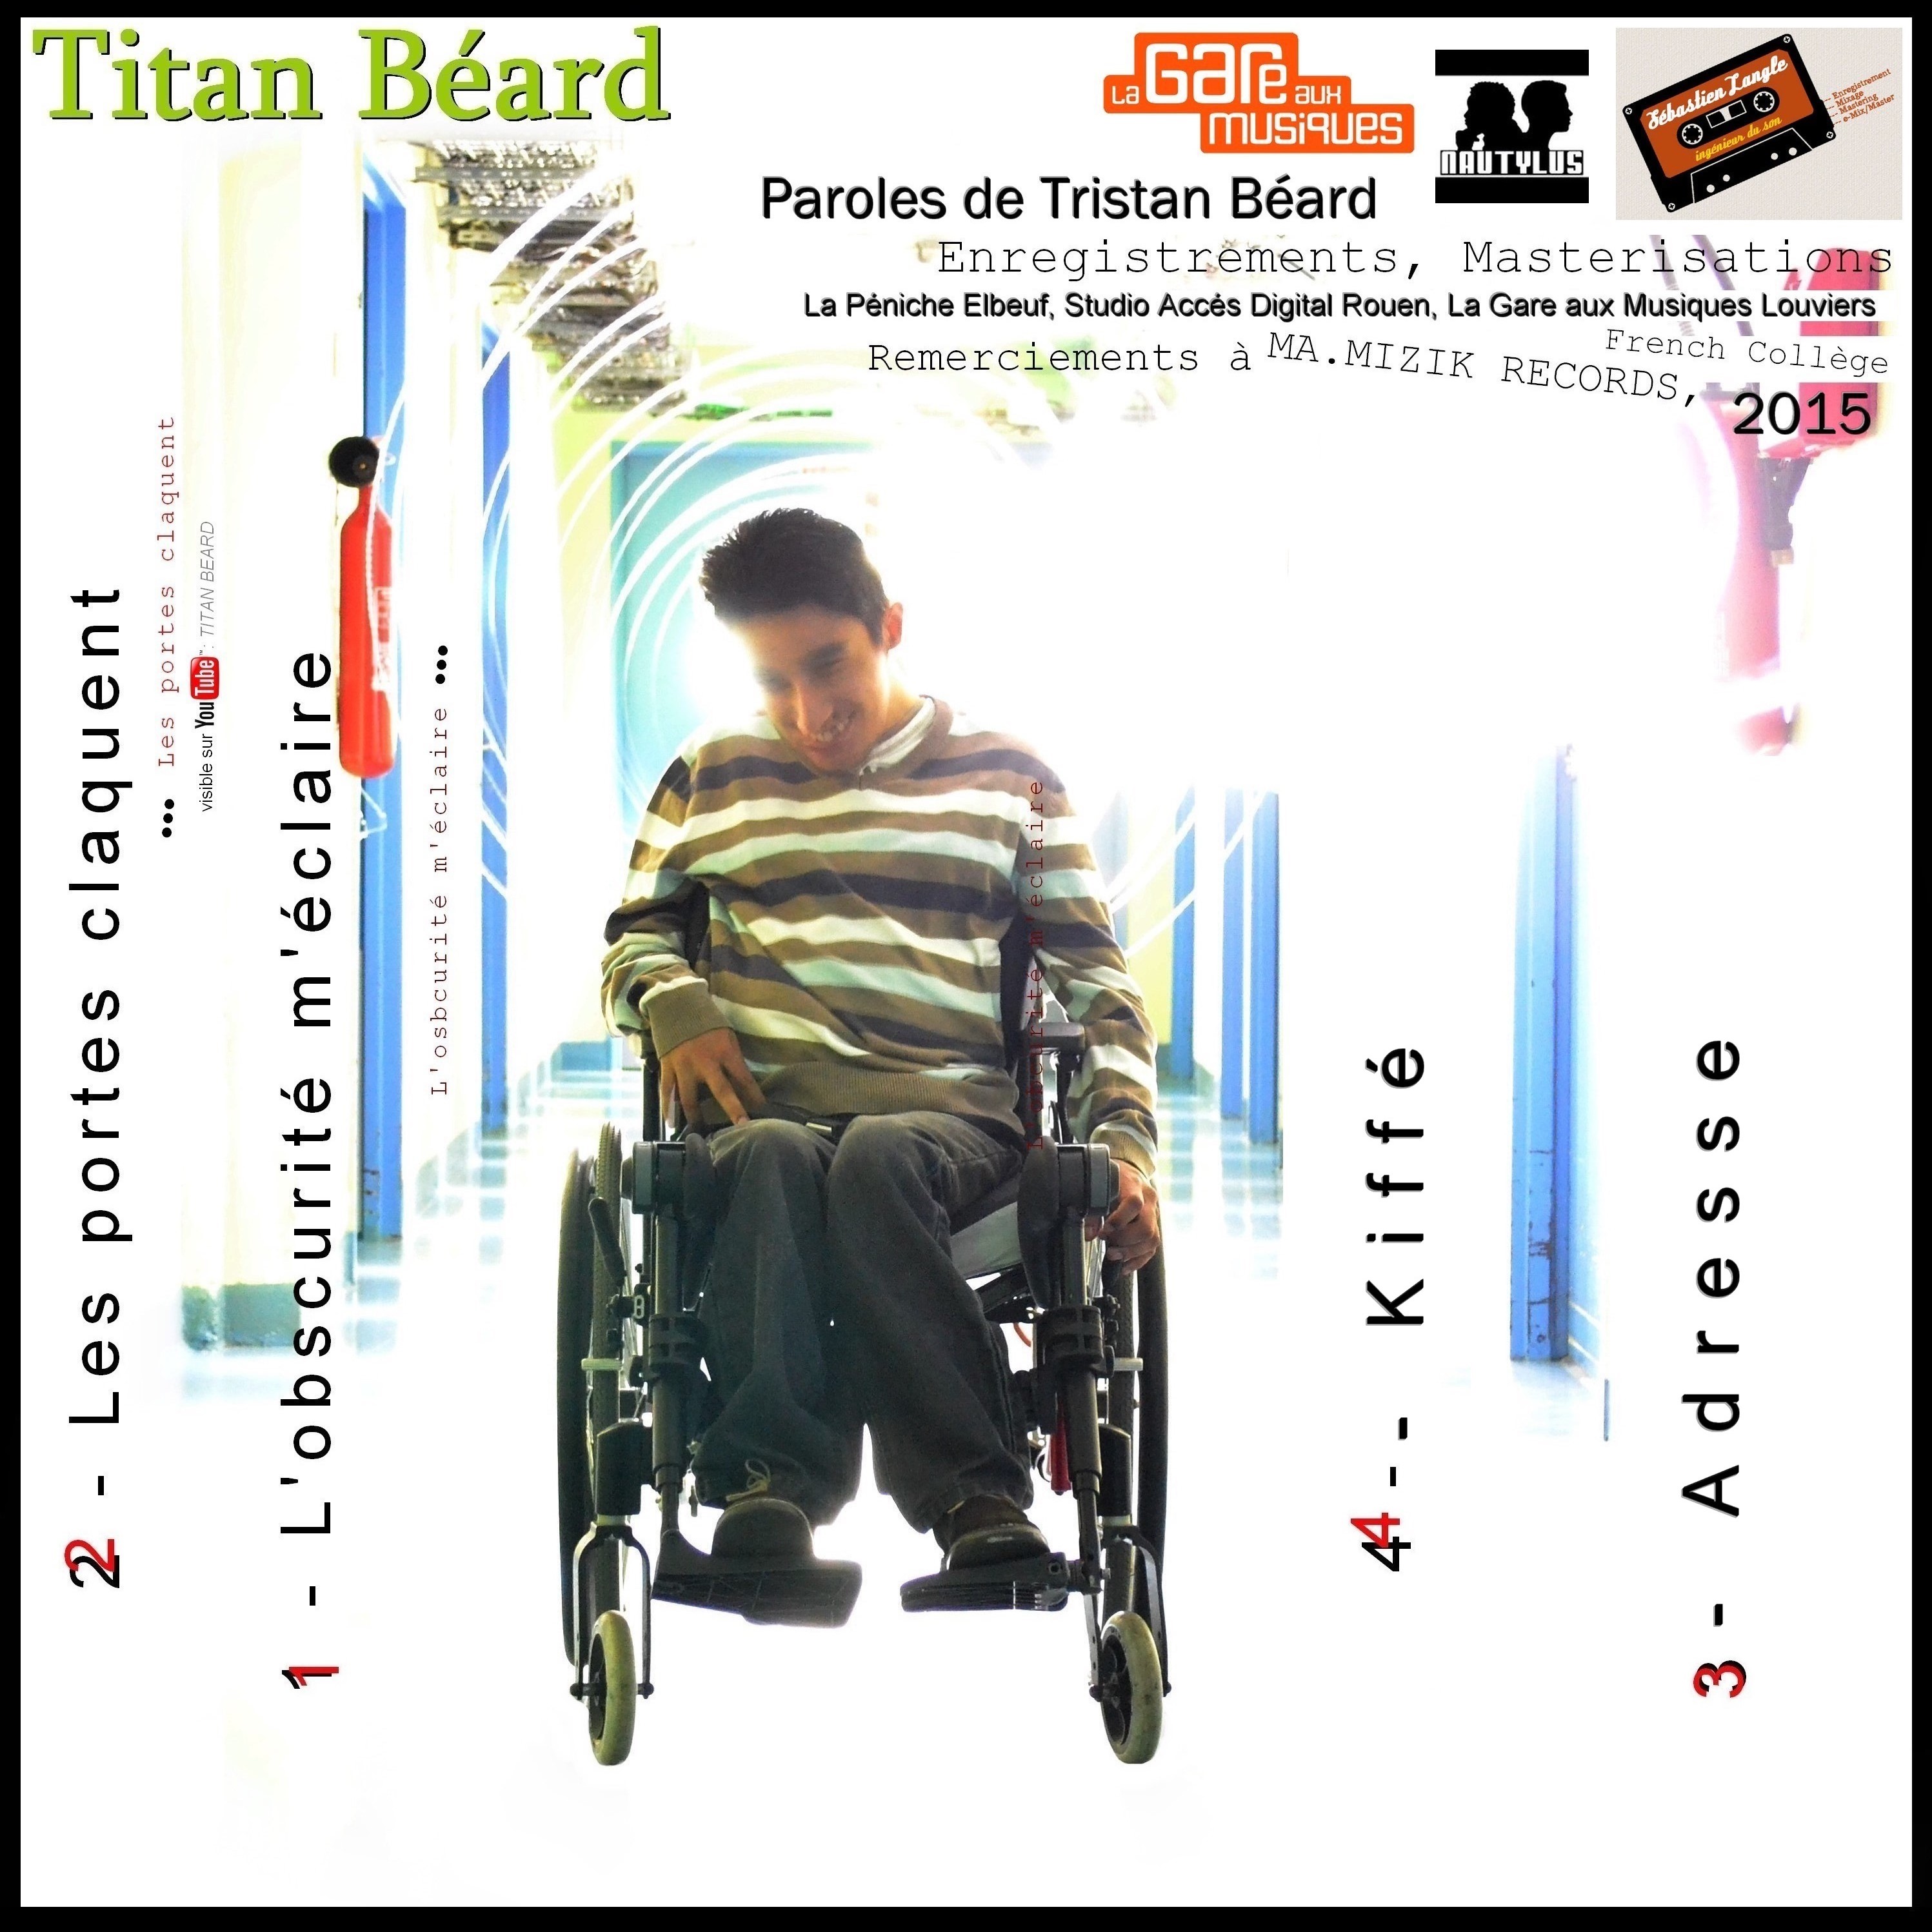 Titan Béard
La Gare aux musiques
NAUTYLUS
Sébastien Langle
ingénieur du son
Enregistrement
Mixage
Mastering
e-Mix/Master
Paroles de Tristan Béard
Enregistrements, Masterisations
La Péniche Elbeuf, Studio Accés Digital Rouen, La Gare aux Musiques Louviers
Remerciements à MA.MIZIK RECORDS, French Collège
2015
2 - Les portes claquent
... Les portes claquent
visible sur YouTube™: TITAN BEARD
1 - L'obscurité m'éclaire
L'osbcurité m'éclaire ...
L'obscurité m'éclaire
4 - - Kiffé
3 - Adresse